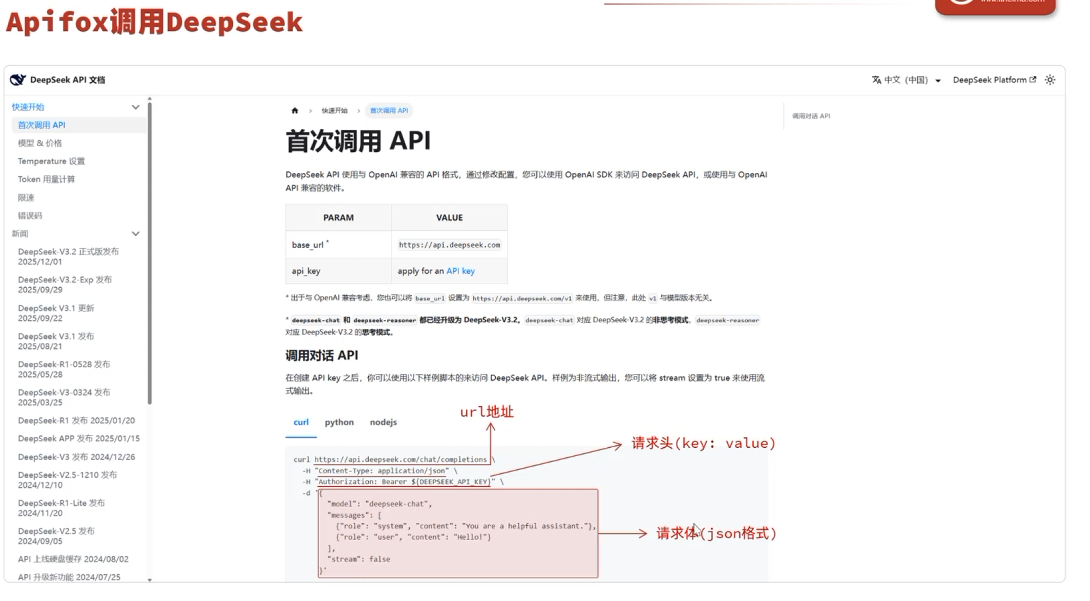 Apifox调用DeepSeek
DeepSeek API 文档
中文（中国）
DeepSeek Platform
快速开始
首次调用 API
模型 & 价格
Temperature 设置
Token 用量计算
限速
错误码
新闻
DeepSeek-V3.2 正式版发布
2025/12/01
DeepSeek-V3.2-Exp 发布
2025/09/29
DeepSeek V3.1 更新
2025/09/22
DeepSeek V3.1 发布
2025/08/21
DeepSeek-R1-0528 发布
2025/05/28
DeepSeek-V3-0324 发布
2025/03/25
DeepSeek-R1 发布 2025/01/20
DeepSeek APP 发布 2025/01/15
DeepSeek-V3 发布 2024/12/26
DeepSeek-V2.5-1210 发布
2024/12/10
DeepSeek-R1-Lite 发布
2024/11/20
DeepSeek-V2.5 发布
2024/09/05
API 上线硬盘缓存 2024/08/02
API 升级新功能 2024/07/25
快速开始
首次调用 API
首次调用 API
DeepSeek API 使用与 OpenAI 兼容的 API 格式，通过修改配置，您可以使用 OpenAI SDK 来访问 DeepSeek API，或使用与 OpenAI
API 兼容的软件。
PARAM VALUE
base_url * https://api.deepseek.com
api_key apply for an API key
* 出于与 OpenAI 兼容考虑，您也可以将 base_url 设置为 https://api.deepseek.com/v1 来使用，但注意，此处 v1 与模型版本无关。
* deepseek-chat 和 deepseek-reasoner 都已经升级为 DeepSeek-V3.2。deepseek-chat 对应 DeepSeek-V3.2 的非思考模式，deepseek-reasoner
对应 DeepSeek-V3.2 的思考模式。
调用对话 API
在创建 API key 之后，你可以使用以下样例脚本的来访问 DeepSeek API。样例为非流式输出，您可以将 stream 设置为 true 来使用流
式输出。
curl python nodejs
url地址
请求头(key: value)
curl https://api.deepseek.com/chat/completions \
-H "Content-Type: application/json" \
-H "Authorization: Bearer ${DEEPSEEK_API_KEY}" \
-d '{
"model": "deepseek-chat",
"messages": [
{"role": "system", "content": "You are a helpful assistant."},
{"role": "user", "content": "Hello!"}
],
"stream": false
}'
请求体(json格式)
调用对话 API